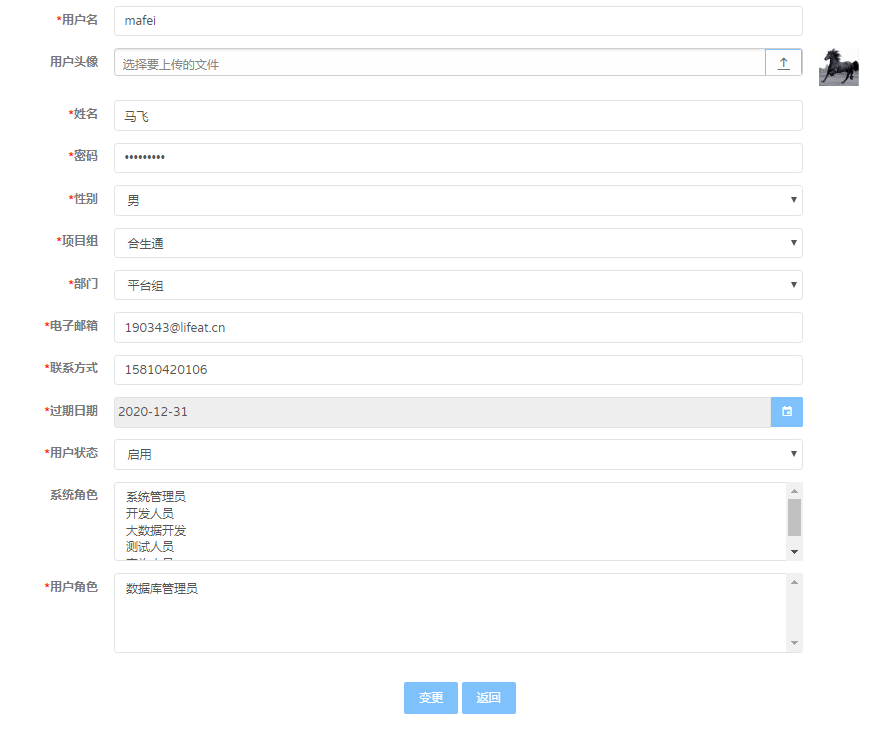 *用户名 mafei
用户头像 选择要上传的文件
*姓名 马飞
*密码 •••••••••
*性别 男
*项目组 合生通
*部门 平台组
*电子邮箱 190343@lifeat.cn
*联系方式 15810420106
*过期日期 2020-12-31
*用户状态 启用
系统角色 系统管理员
开发人员
大数据开发
测试人员
*用户角色 数据库管理员
变更 返回